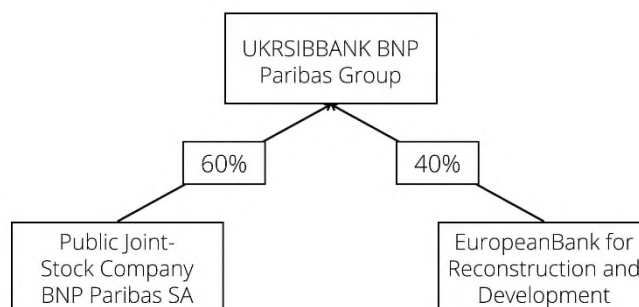 UKRSIBBANK BNP
Paribas Group
60%
40%
Public Joint-
Stock Company
BNP Paribas SA
EuropeanBank for
Reconstruction and
Development